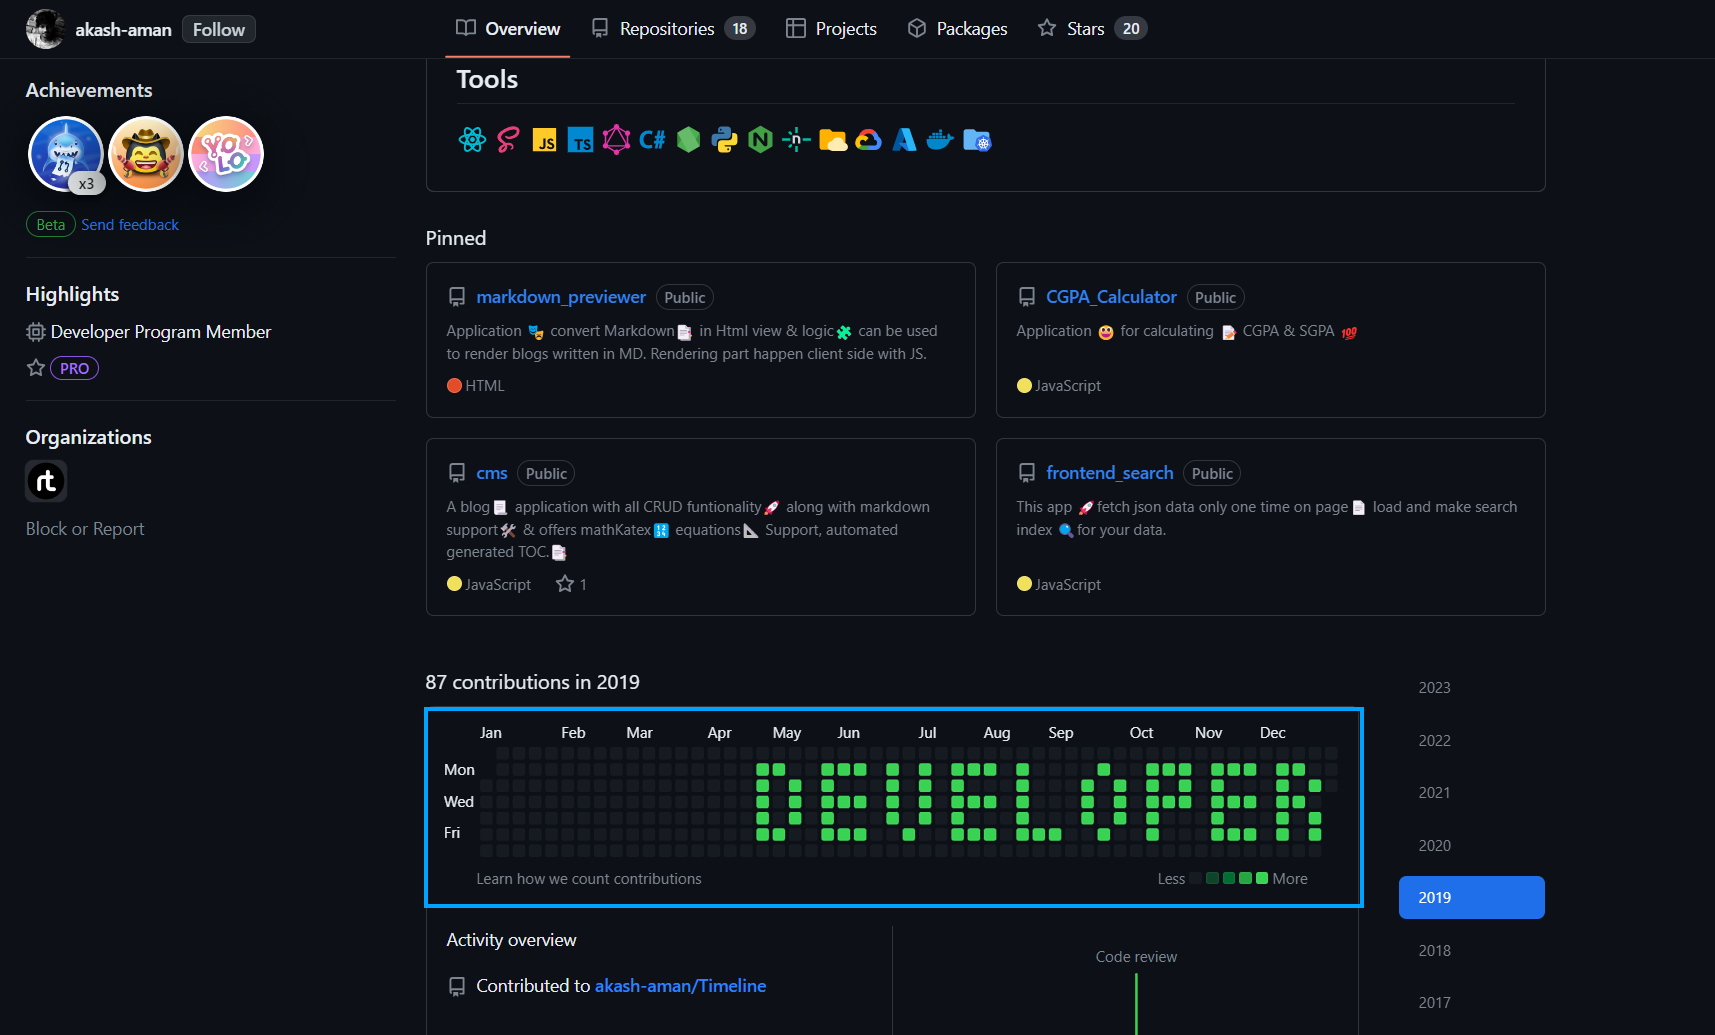 akash-aman Follow
Overview Repositories 18 Projects Packages Stars 20
Achievements
x3
YOLO
Beta Send feedback
Highlights
Developer Program Member
PRO
Organizations
rt
Block or Report
Tools
JS TS C#
Pinned
markdown_previewer Public
Application convert Markdown in Html view & logic can be used
to render blogs written in MD. Rendering part happen client side with JS.
HTML
CGPA_Calculator Public
Application for calculating CGPA & SGPA 100
JavaScript
cms Public
A blog application with all CRUD funtionality along with markdown
support & offers mathKatex equations Support, automated
generated TOC.
JavaScript 1
frontend_search Public
This app fetch json data only one time on page load and make search
index for your data.
JavaScript
87 contributions in 2019
Jan Feb Mar Apr May Jun Jul Aug Sep Oct Nov Dec
Mon
Wed
Fri
DEVELOPER
Learn how we count contributions
Less More
2023
2022
2021
2020
2019
2018
2017
Activity overview
Contributed to akash-aman/Timeline
Code review